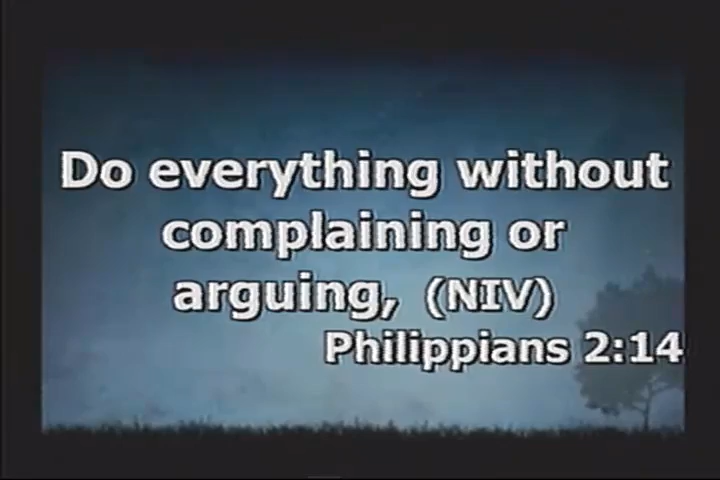 Do everything without
complaining or
arguing, (NIV)
Philippians 2:14